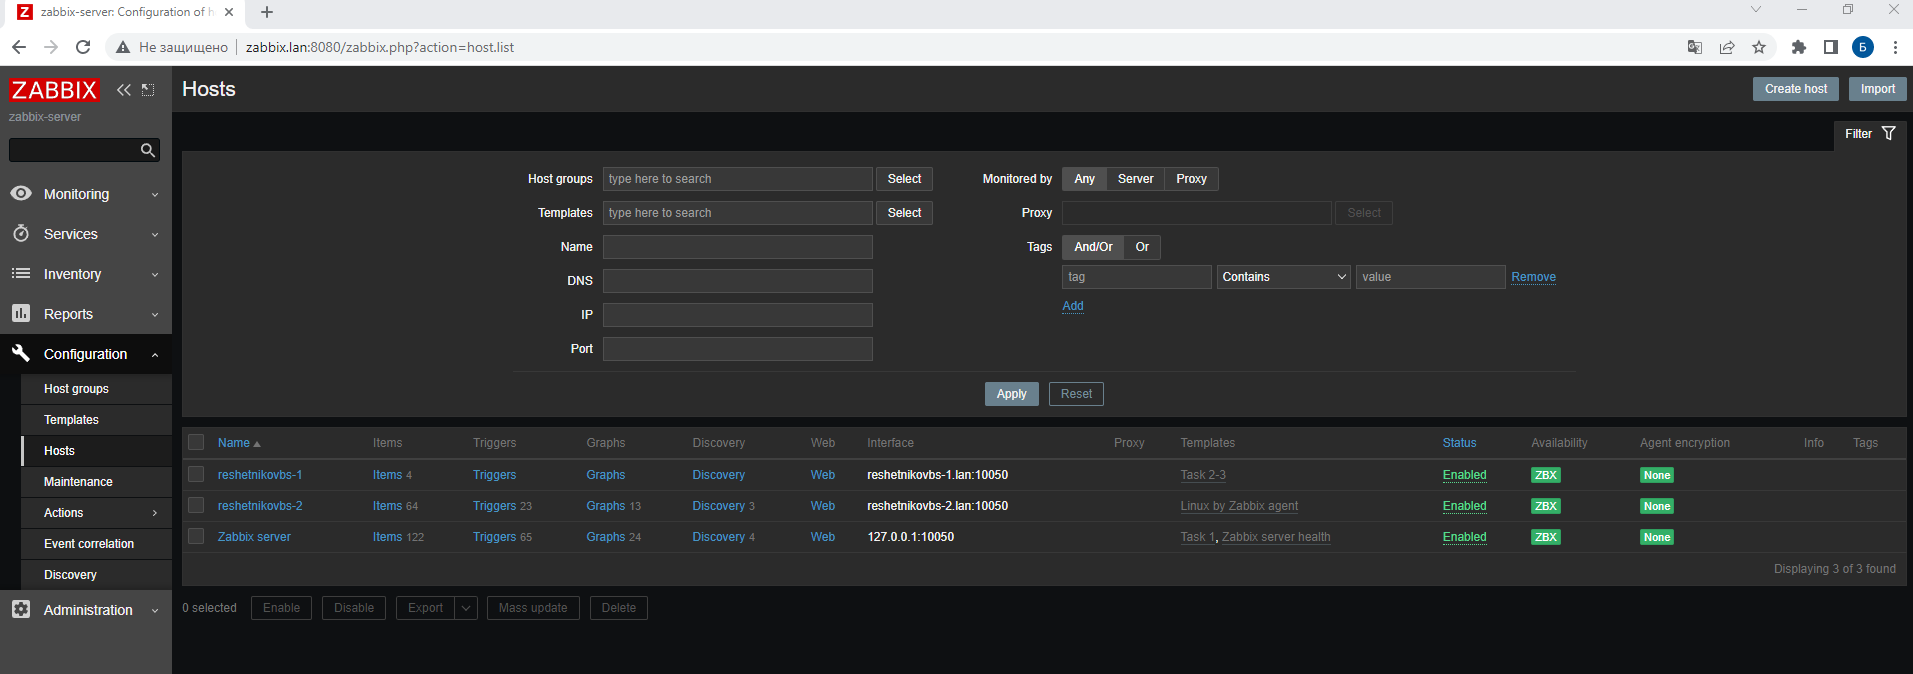 zabbix-server: Configuration of h
Не защищено zabbix.lan:8080/zabbix.php?action=host.list Б
ZABBIX
zabbix-server
Monitoring
Services
Inventory
Reports
Configuration
Host groups
Templates
Hosts
Maintenance
Actions
Event correlation
Discovery
Administration
Hosts Create host Import
Filter
Host groups type here to search Select Monitored by Any Server Proxy
Templates type here to search Select Proxy Select
Name Tags And/Or Or
DNS tag Contains value Remove
IP Add
Port
Apply Reset
Name Items Triggers Graphs Discovery Web Interface Proxy Templates Status Availability Agent encryption Info Tags
reshetnikovbs-1 Items 4 Triggers Graphs Discovery Web reshetnikovbs-1.lan:10050 Task 2-3 Enabled ZBX None
reshetnikovbs-2 Items 64 Triggers 23 Graphs 13 Discovery 3 Web reshetnikovbs-2.lan:10050 Linux by Zabbix agent Enabled ZBX None
Zabbix server Items 122 Triggers 65 Graphs 24 Discovery 4 Web 127.0.0.1:10050 Task 1, Zabbix server health Enabled ZBX None
Displaying 3 of 3 found
0 selected Enable Disable Export Mass update Delete